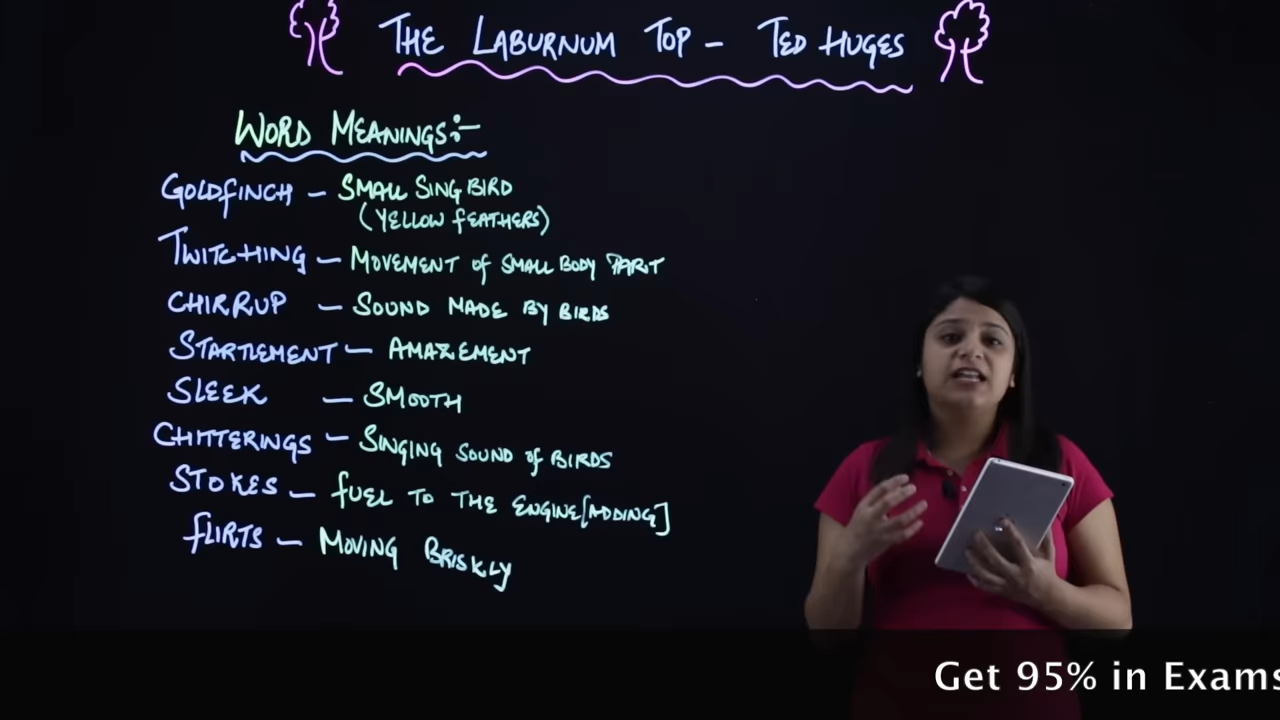 THE LABURNUM TOP - TED HUGES
WORD MEANINGS:-
GOLDFINCH - SMALL SING BIRD
(YELLOW FEATHERS)
TWITCHING - MOVEMENT OF SMALL BODY PART
CHIRRUP - SOUND MADE BY BIRDS
STARTLEMENT - AMAZEMENT
SLEEK - SMOOTH
CHITTERINGS - SINGING SOUND OF BIRDS
STOKES - FUEL TO THE ENGINE [ADDING]
FLIRTS - MOVING BRISKLY
Get 95% in Exams